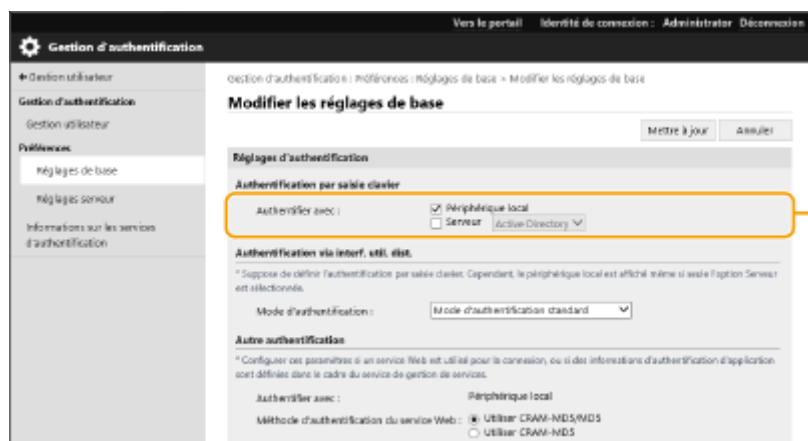 Vers le portail Identité de connexion : Administrator Déconnexion
Gestion d'authentification
Gestion utilisateur
Gestion d'authentification : Préférences : Réglages de base > Modifier les réglages de base
Gestion d'authentification
Modifier les réglages de base
Gestion utilisateur
Mettre à jour Annuler
Préférences
Réglages d'authentification
Réglages de base
Authentification par saisie clavier
Réglages serveur
Authentifier avec : Périphérique local
Serveur Active Directory
Informations sur les services
d'authentification
Authentification via interf. util. dist.
* Suppose de définir l'authentification par saisie clavier. Cependant, le périphérique local est affiché même si seule l'option Serveur
est sélectionnée.
Mode d'authentification : Mode d'authentification standard
Autre authentification
* Configurer ces paramètres si un service Web est utilisé pour la connexion, ou si des informations d'authentification d'application
sont définies dans le cadre du service de gestion de services.
Authentifier avec : Périphérique local
Méthode d'authentification du service Web : Utiliser CRAM-MD5/MD5
Utiliser CRAM-MD5